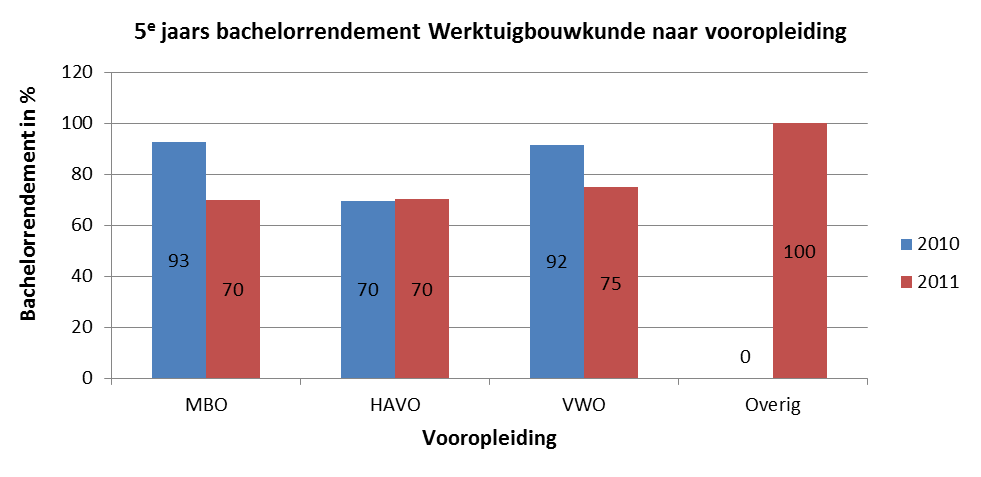 5e jaars bachelorrendement Werktuigbouwkunde naar vooropleiding
Bachelorrendement in %
120
100
80
60
40
20
0
93
70
70
70
92
75
0
100
MBO
HAVO
VWO
Overig
Vooropleiding
2010
2011